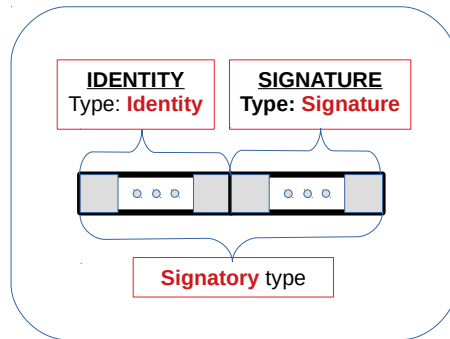 IDENTITY
Type: Identity
SIGNATURE
Type: Signature
Signatory type